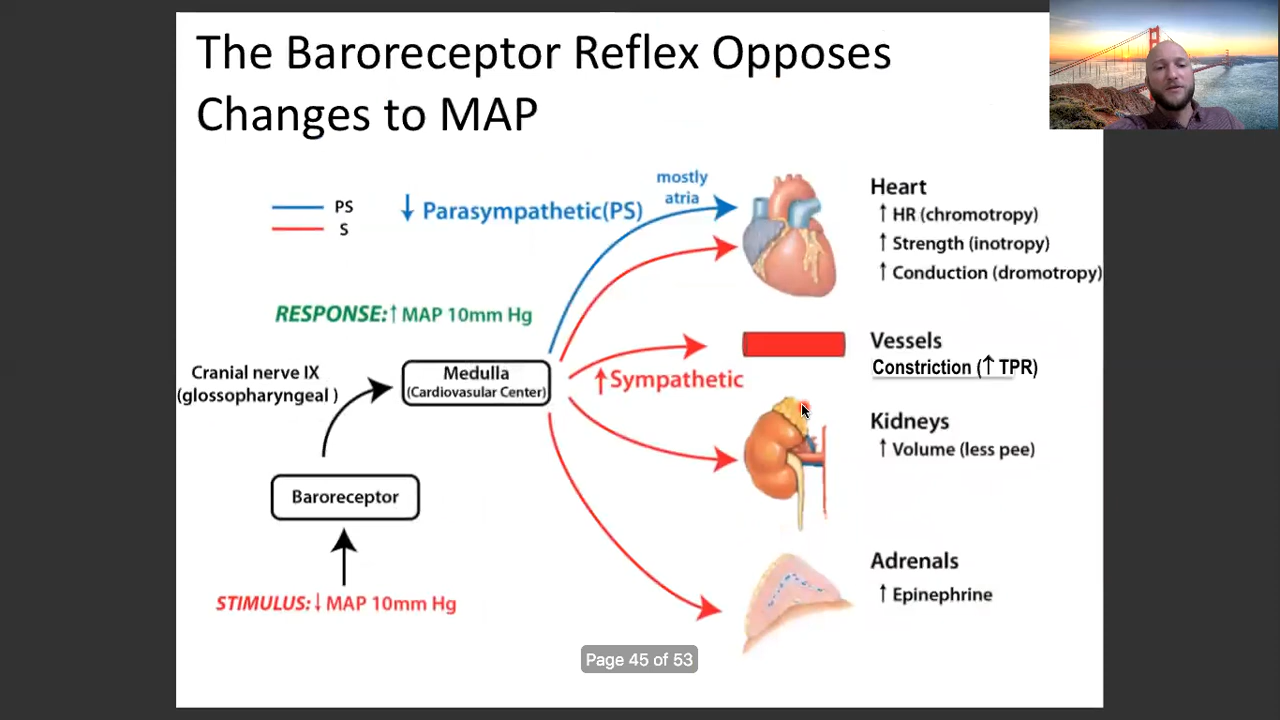 The Baroreceptor Reflex Opposes
Changes to MAP
PS
S
↓ Parasympathetic(PS)
mostly
atria
Heart
↑ HR (chromotropy)
↑ Strength (inotropy)
↑ Conduction (dromotropy)
RESPONSE:↑ MAP 10mm Hg
Cranial nerve IX
(glossopharyngeal )
Medulla
(Cardiovascular Center)
↑Sympathetic
Vessels
Constriction (↑ TPR)
Kidneys
↑ Volume (less pee)
Baroreceptor
STIMULUS:↓ MAP 10mm Hg
Adrenals
↑ Epinephrine
Page 45 of 53